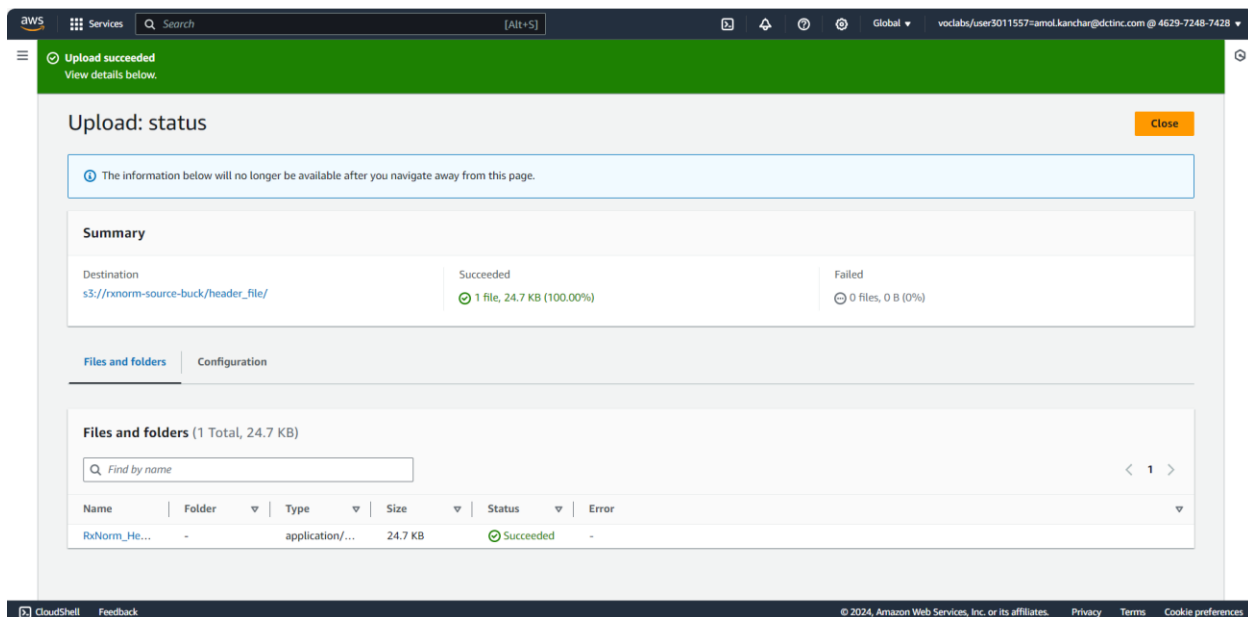 aws Services Search [Alt+S] Global voclabs/user3011557=amol.kanchar@dctinc.com @ 4629-7248-7428
Upload succeeded
View details below.
Upload: status
Close
The information below will no longer be available after you navigate away from this page.
Summary
Destination Succeeded Failed
s3://rxnorm-source-buck/header_file/ 1 file, 24.7 KB (100.00%) 0 files, 0 B (0%)
Files and folders Configuration
Files and folders (1 Total, 24.7 KB)
Find by name
1
Name Folder Type Size Status Error
RxNorm_He... - application/... 24.7 KB Succeeded -
CloudShell Feedback © 2024, Amazon Web Services, Inc. or its affiliates. Privacy Terms Cookie preferences